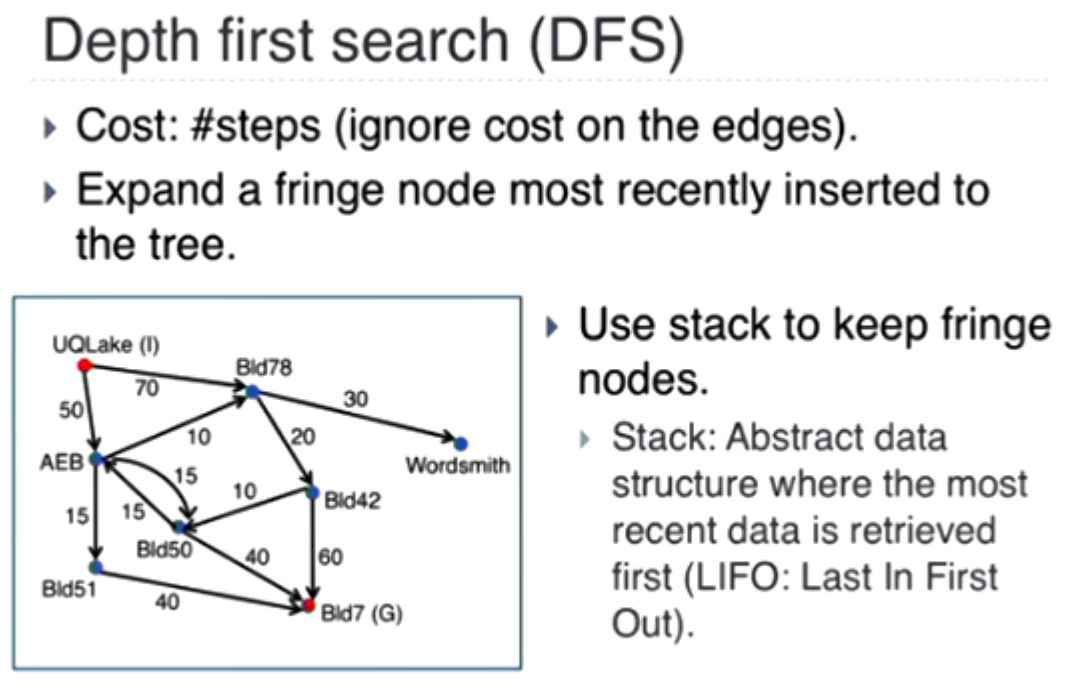 Depth first search (DFS)
Cost: #steps (ignore cost on the edges).
Expand a fringe node most recently inserted to
the tree.
UQLake (I)
Bld78
70
30
50
10
20
AEB
Wordsmith
15
10
Bld42
15
15
Bld50
40
60
Bld51
40
Bld7 (G)
Use stack to keep fringe
nodes.
Stack: Abstract data
structure where the most
recent data is retrieved
first (LIFO: Last In First
Out).